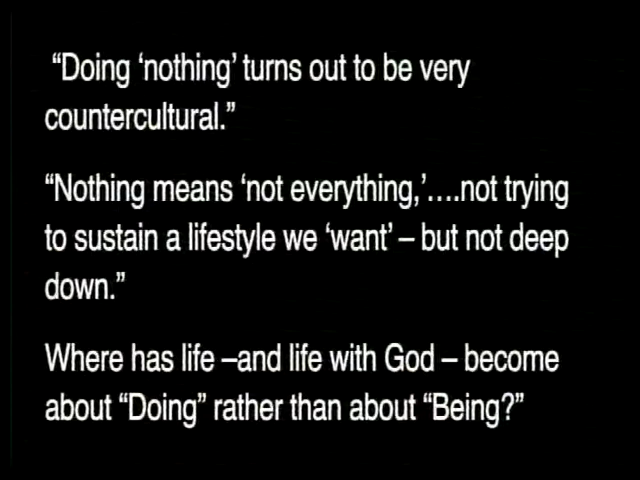 “Doing ‘nothing’ turns out to be very
countercultural.”
“Nothing means ‘not everything,’….not trying
to sustain a lifestyle we ‘want’ – but not deep
down.”
Where has life –and life with God – become
about “Doing” rather than about “Being?”